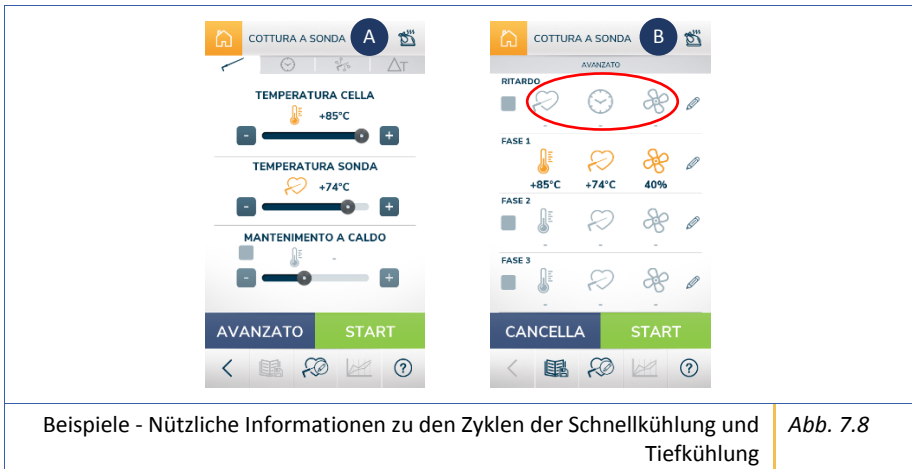 COTTURA A SONDA A
ΔT
TEMPERATURA CELLA
+85°C
- +
TEMPERATURA SONDA
+74°C
- +
MANTENIMENTO A CALDO
-
- +
AVANZATO START
?
COTTURA A SONDA B
AVANZATO
RITARDO
- - -
FASE 1
+85°C +74°C 40%
FASE 2
- - -
FASE 3
- - -
CANCELLA START
?
Beispiele - Nützliche Informationen zu den Zyklen der Schnellkühlung und
Tiefkühlung
Abb. 7.8